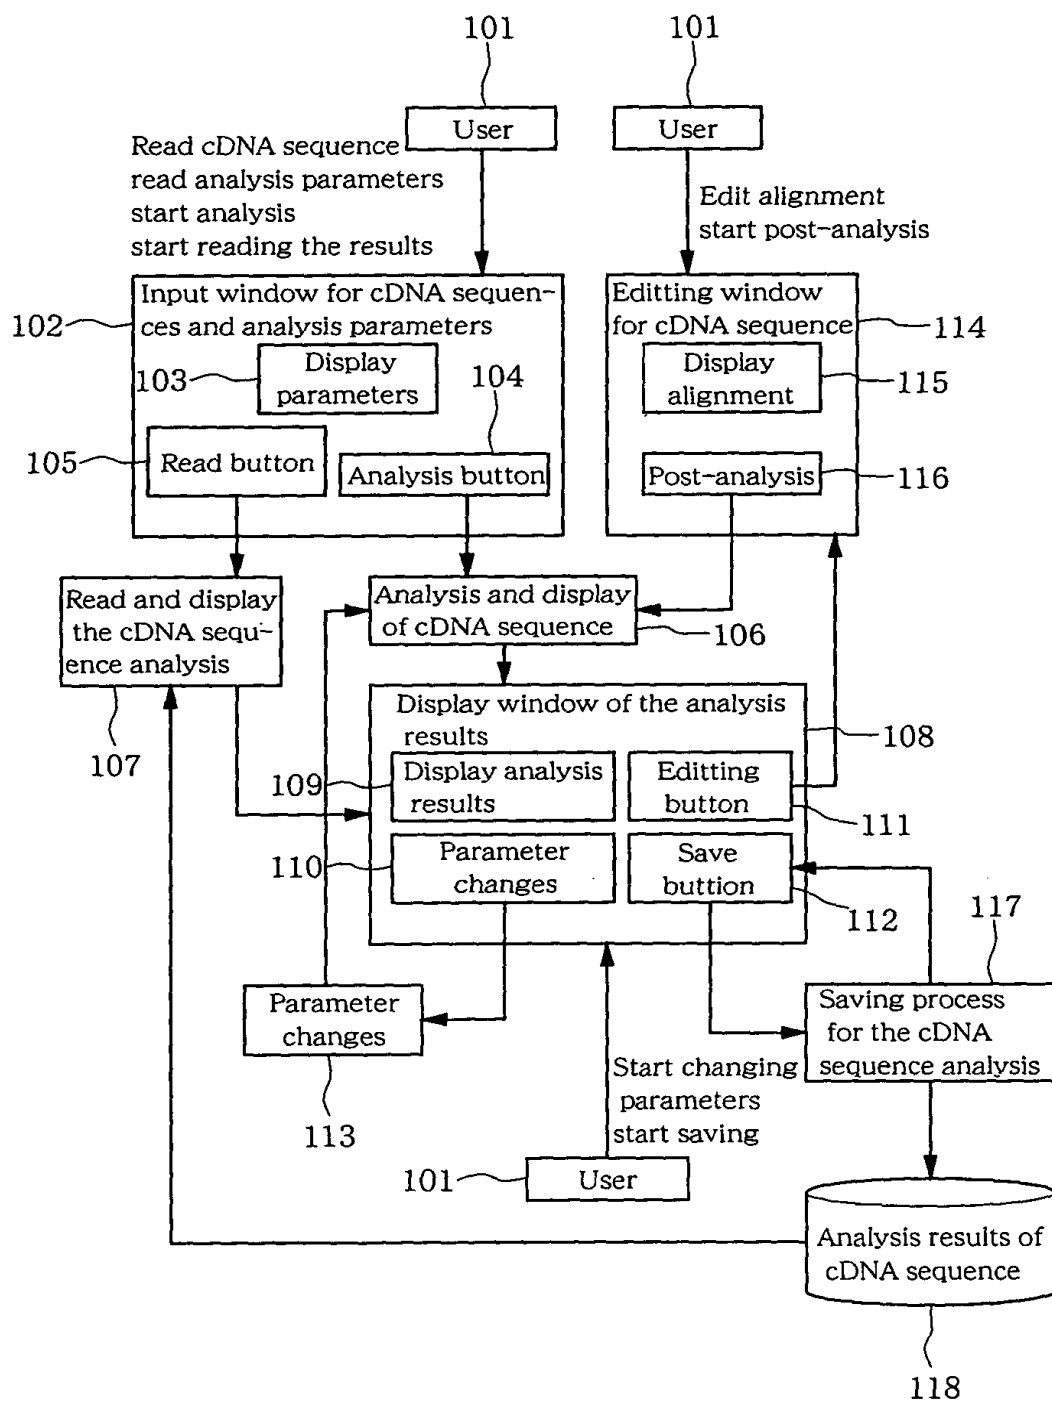 101
101
User
User
Read cDNA sequence
read analysis parameters
start analysis
start reading the results
Edit alignment
start post-analysis
Input window for cDNA sequen-
ces and analysis parameters
102
Display
parameters
103
104
105
Read button
Analysis button
Editting window
for cDNA sequence
114
Display
alignment
115
Post-analysis
116
Read and display
the cDNA sequ-
ence analysis
107
Analysis and display
of cDNA sequence
106
Display window of the analysis
results
108
109
Display analysis
results
Editting
button
111
110
Parameter
changes
Save
buttion
112
117
Parameter
changes
113
Saving process
for the cDNA
sequence analysis
Start changing
parameters
start saving
101
User
Analysis results of
cDNA sequence
118